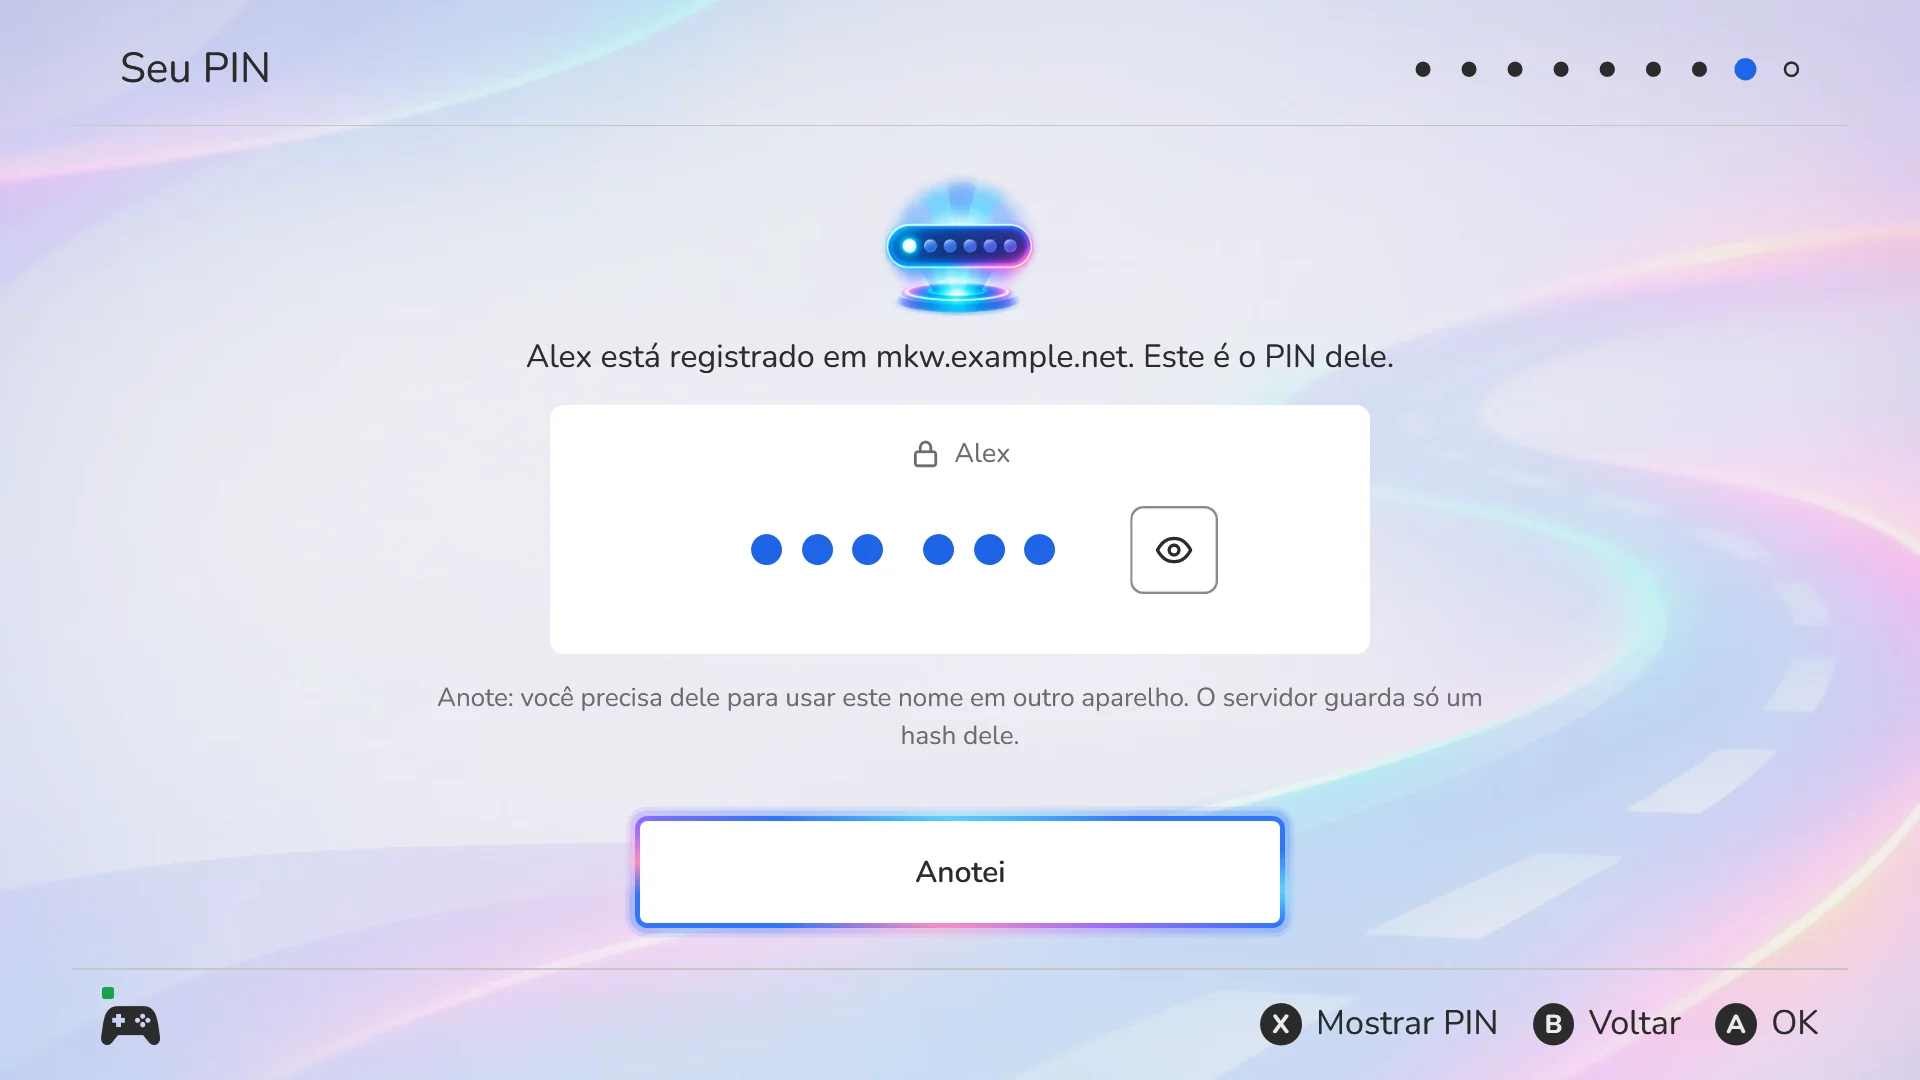 Seu PIN
Alex está registrado em mkw.example.net. Este é o PIN dele.
Alex
Anote: você precisa dele para usar este nome em outro aparelho. O servidor guarda só um
hash dele.
Anotei
X Mostrar PIN B Voltar A OK